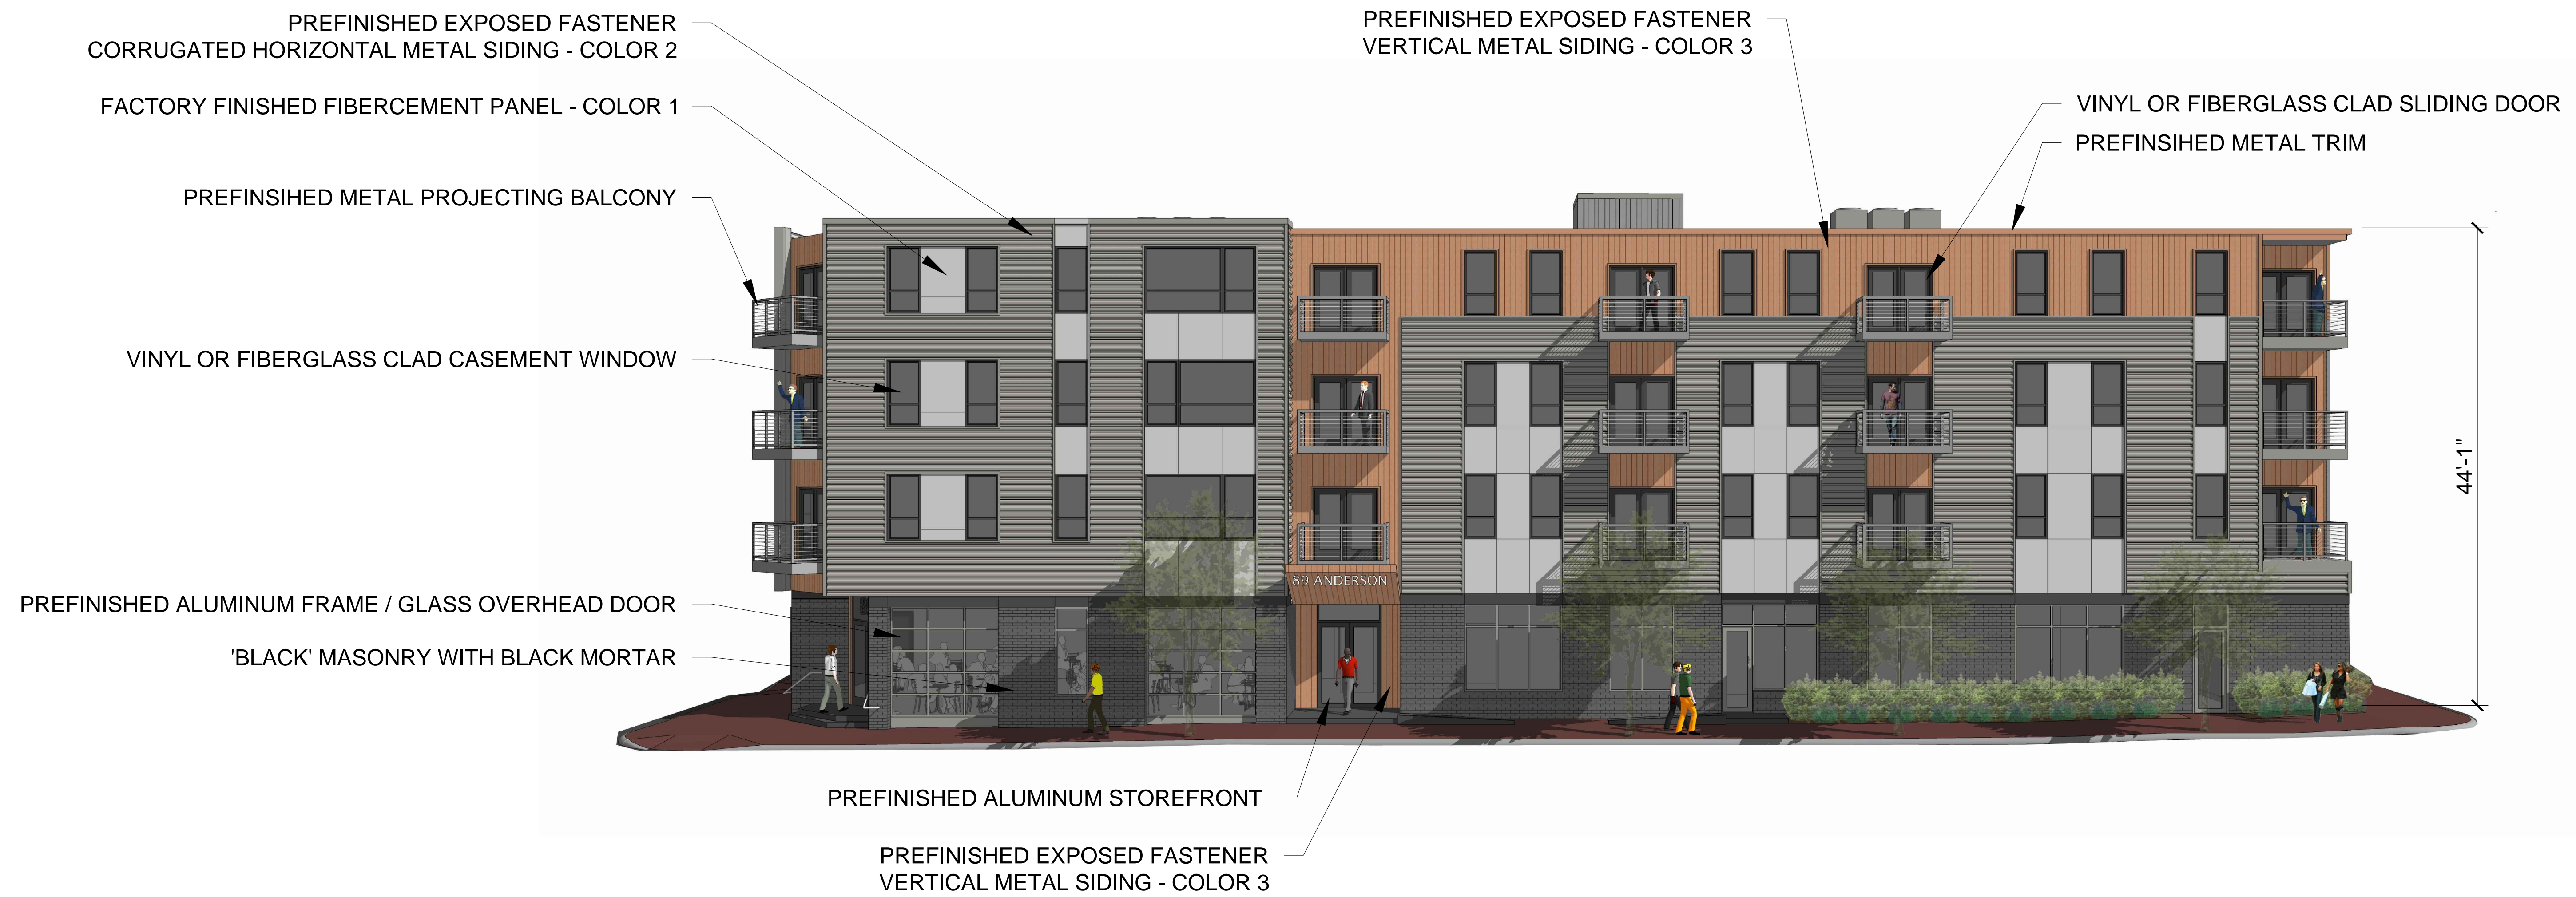 PREFINISHED EXPOSED FASTENER
CORRUGATED HORIZONTAL METAL SIDING - COLOR 2
FACTORY FINISHED FIBERCEMENT PANEL - COLOR 1
PREFINSIHED METAL PROJECTING BALCONY
VINYL OR FIBERGLASS CLAD CASEMENT WINDOW
PREFINISHED ALUMINUM FRAME / GLASS OVERHEAD DOOR
'BLACK' MASONRY WITH BLACK MORTAR
PREFINISHED EXPOSED FASTENER
VERTICAL METAL SIDING - COLOR 3
VINYL OR FIBERGLASS CLAD SLIDING DOOR
PREFINSIHED METAL TRIM
44'-1"
89 ANDERSON
PREFINISHED ALUMINUM STOREFRONT
PREFINISHED EXPOSED FASTENER
VERTICAL METAL SIDING - COLOR 3